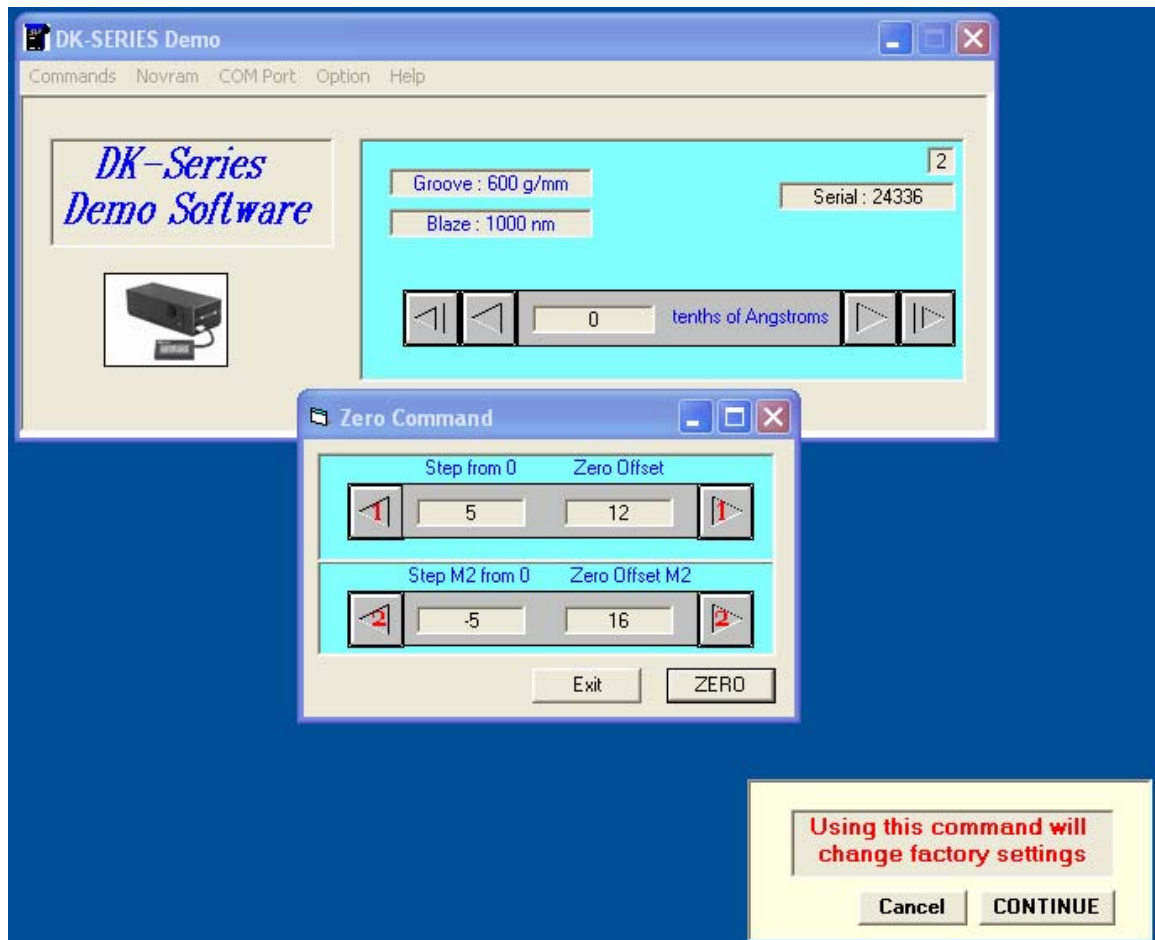 DK-SERIES Demo
Commands Novram COM Port Option Help
DK-Series
Demo Software
Groove : 600 g/mm
Blaze : 1000 nm
2
Serial : 24336
0 tenths of Angstroms
Zero Command
Step from 0 Zero Offset
1 5 12 1
Step M2 from 0 Zero Offset M2
2 -5 16 2
Exit ZERO
Using this command will
change factory settings
Cancel CONTINUE